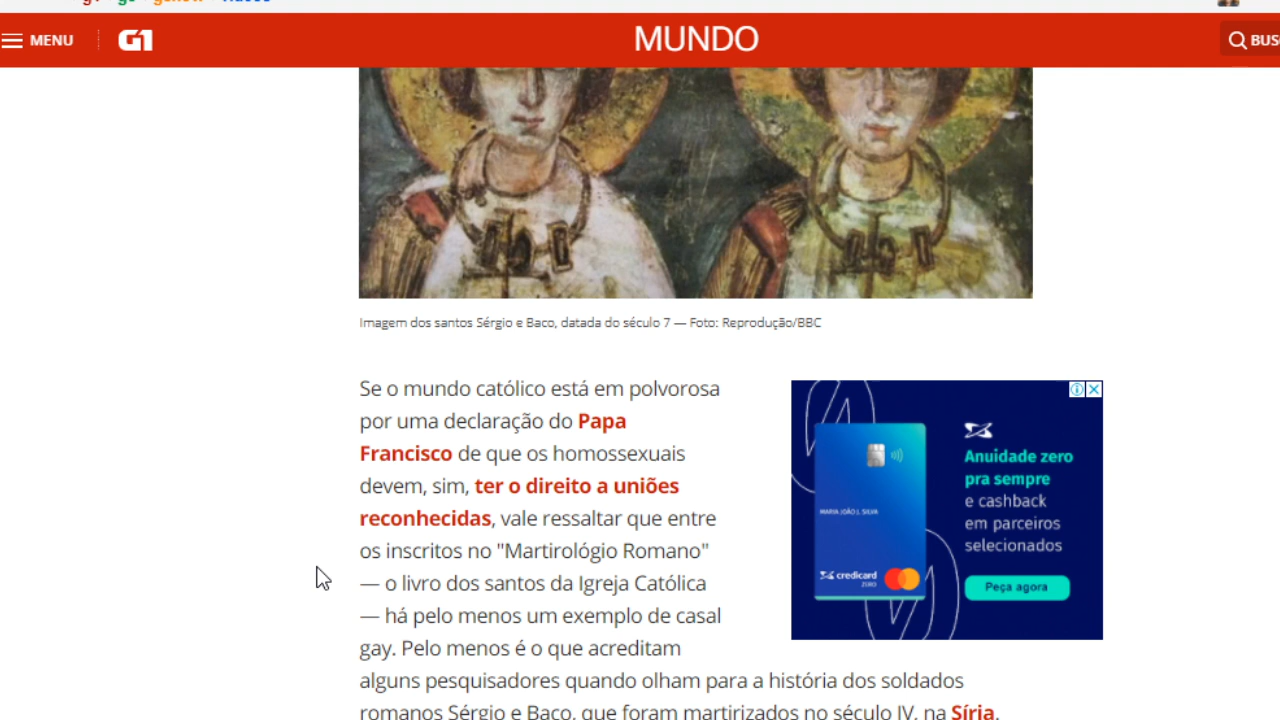 MENU
G1
MUNDO
BUS
Imagem dos santos Sérgio e Baco, datada do século 7 — Foto: Reprodução/BBC
Se o mundo católico está em polvorosa
por uma declaração do Papa
Francisco de que os homossexuais
devem, sim, ter o direito a uniões
reconhecidas, vale ressaltar que entre
os inscritos no "Martirológio Romano"
— o livro dos santos da Igreja Católica
— há pelo menos um exemplo de casal
gay. Pelo menos é o que acreditam
alguns pesquisadores quando olham para a história dos soldados
romanos Sérgio e Baco, que foram martirizados no século IV, na Síria.
Anuidade zero
pra sempre
e cashback
em parceiros
selecionados
Peça agora
MARIA JOÃO J. SILVA
credicard
ZERO